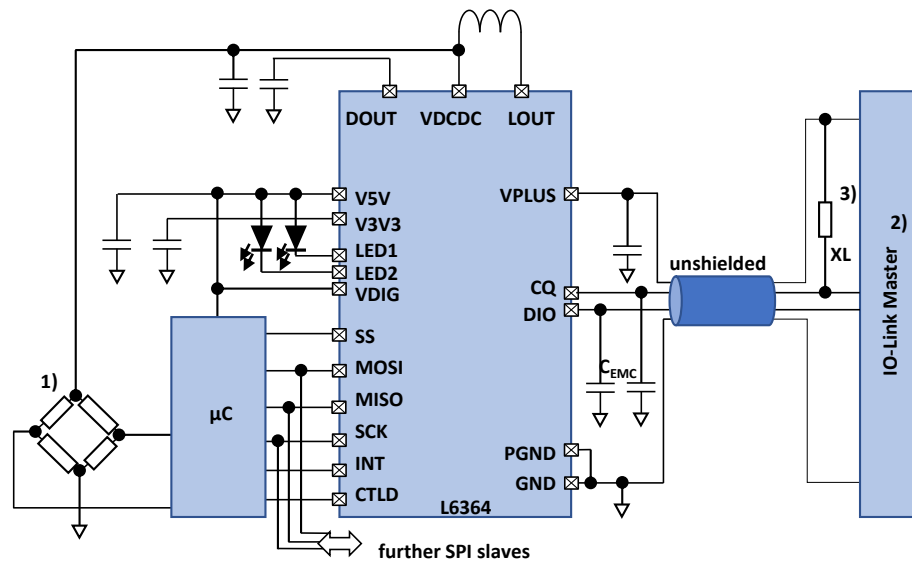 DOUT VDCDC LOUT
V5V
V3V3
LED1
LED2
VDIG
SS
MOSI
MISO
SCK
INT
CTLD
VPLUS
CQ
DIO
PGND
GND
L6364
µC
1)
unshielded
CEMC
3)
XL
2)
IO-Link Master
further SPI slaves